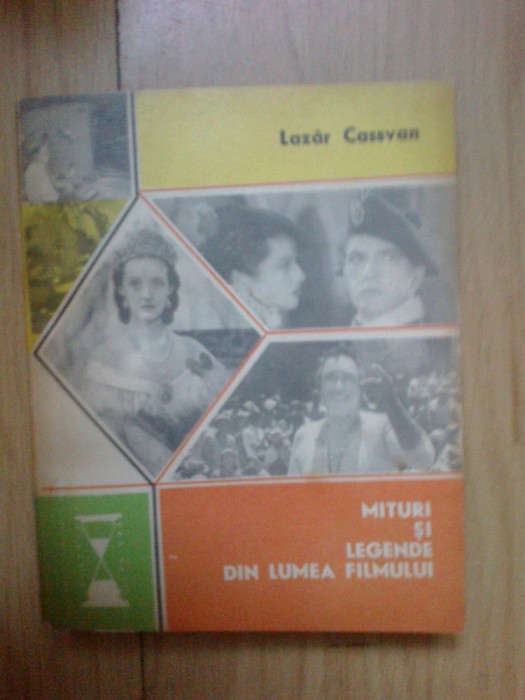 Lazăr Cassvan
MITURI
ȘI
LEGENDE
DIN LUMEA FILMULUI